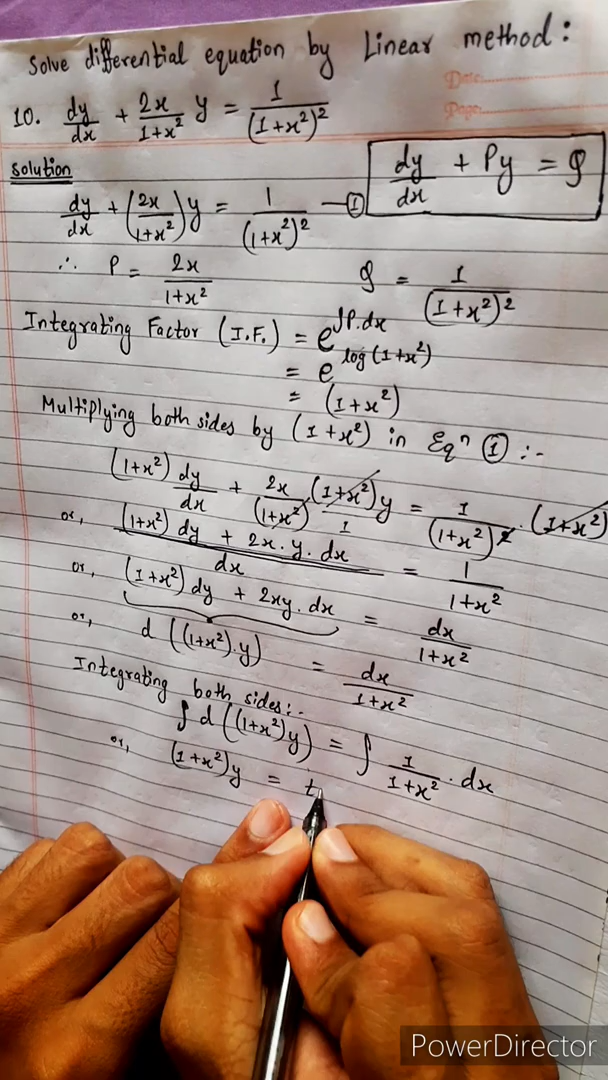 Solve differential equation by Linear method:
Date
Page
10. dy/dx + 2x/(1+x²) y = 1/(1+x²)²
Solution
dy/dx + Py = Q
dy/dx + (2x/(1+x²))y = 1/(1+x²)² —①
∴ P = 2x/(1+x²) Q = 1/(1+x²)²
Integrating Factor (I.F.) = e^∫P.dx
= e^log(1+x²)
= (1+x²)
Multiplying both sides by (1+x²) in Eqⁿ ① :-
(1+x²) dy/dx + 2x/(1+x²) · (1+x²)/1 y = 1/(1+x²)² · (1+x²)
or, ((1+x²) dy + 2x.y.dx)/dx = 1/(1+x²)
or, (1+x²) dy + 2xy.dx = dx/(1+x²)
or, d((1+x²).y) = dx/(1+x²)
Integrating both sides:-
∫d((1+x²)y) = ∫ 1/(1+x²) · dx
or, (1+x²)y = t
PowerDirector